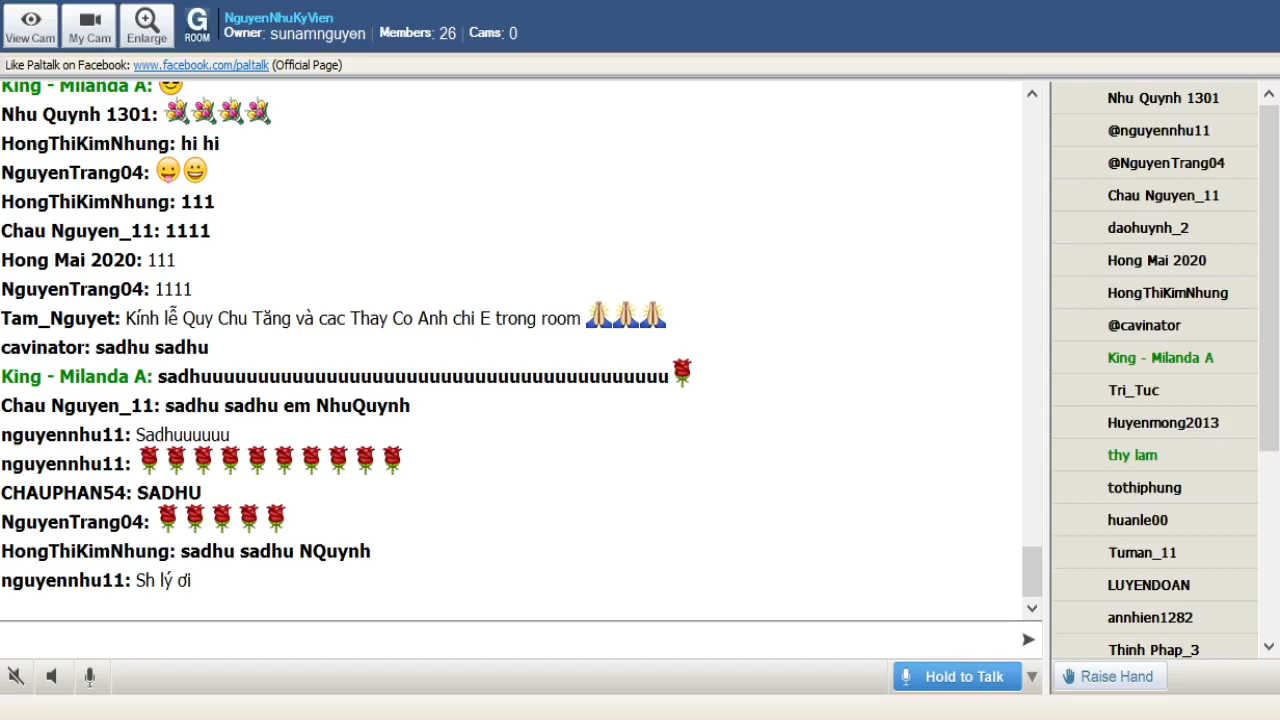 View Cam
My Cam
Enlarge
G
ROOM
NguyenNhuKyVien
Owner: sunamnguyen | Members: 26 | Cams: 0
Like Paltalk on Facebook: www.facebook.com/paltalk (Official Page)
King - Milanda A: 😎
Nhu Quynh 1301: 💐💐💐💐
HongThiKimNhung: hi hi
NguyenTrang04: 😛😀
HongThiKimNhung: 111
Chau Nguyen_11: 1111
Hong Mai 2020: 111
NguyenTrang04: 1111
Tam_Nguyet: Kính lễ Quy Chu Tăng và cac Thay Co Anh chi E trong room 🙏🙏🙏
cavinator: sadhu sadhu
King - Milanda A: sadhuuuuuuuuuuuuuuuuuuuuuuuuuuuuuuuuuuuuuuuuu🌹
Chau Nguyen_11: sadhu sadhu em NhuQuynh
nguyennhu11: Sadhuuuuuu
nguyennhu11: 🌹🌹🌹🌹🌹🌹🌹🌹🌹🌹
CHAUPHAN54: SADHU
NguyenTrang04: 🌹🌹🌹🌹🌹
HongThiKimNhung: sadhu sadhu NQuynh
nguyennhu11: Sh lý ơi
Hold to Talk
Nhu Quynh 1301
@nguyennhu11
@NguyenTrang04
Chau Nguyen_11
daohuynh_2
Hong Mai 2020
HongThiKimNhung
@cavinator
King - Milanda A
Tri_Tuc
Huyenmong2013
thy lam
tothiphung
huanle00
Tuman_11
LUYENDOAN
annhien1282
Thinh Phap_3
Raise Hand